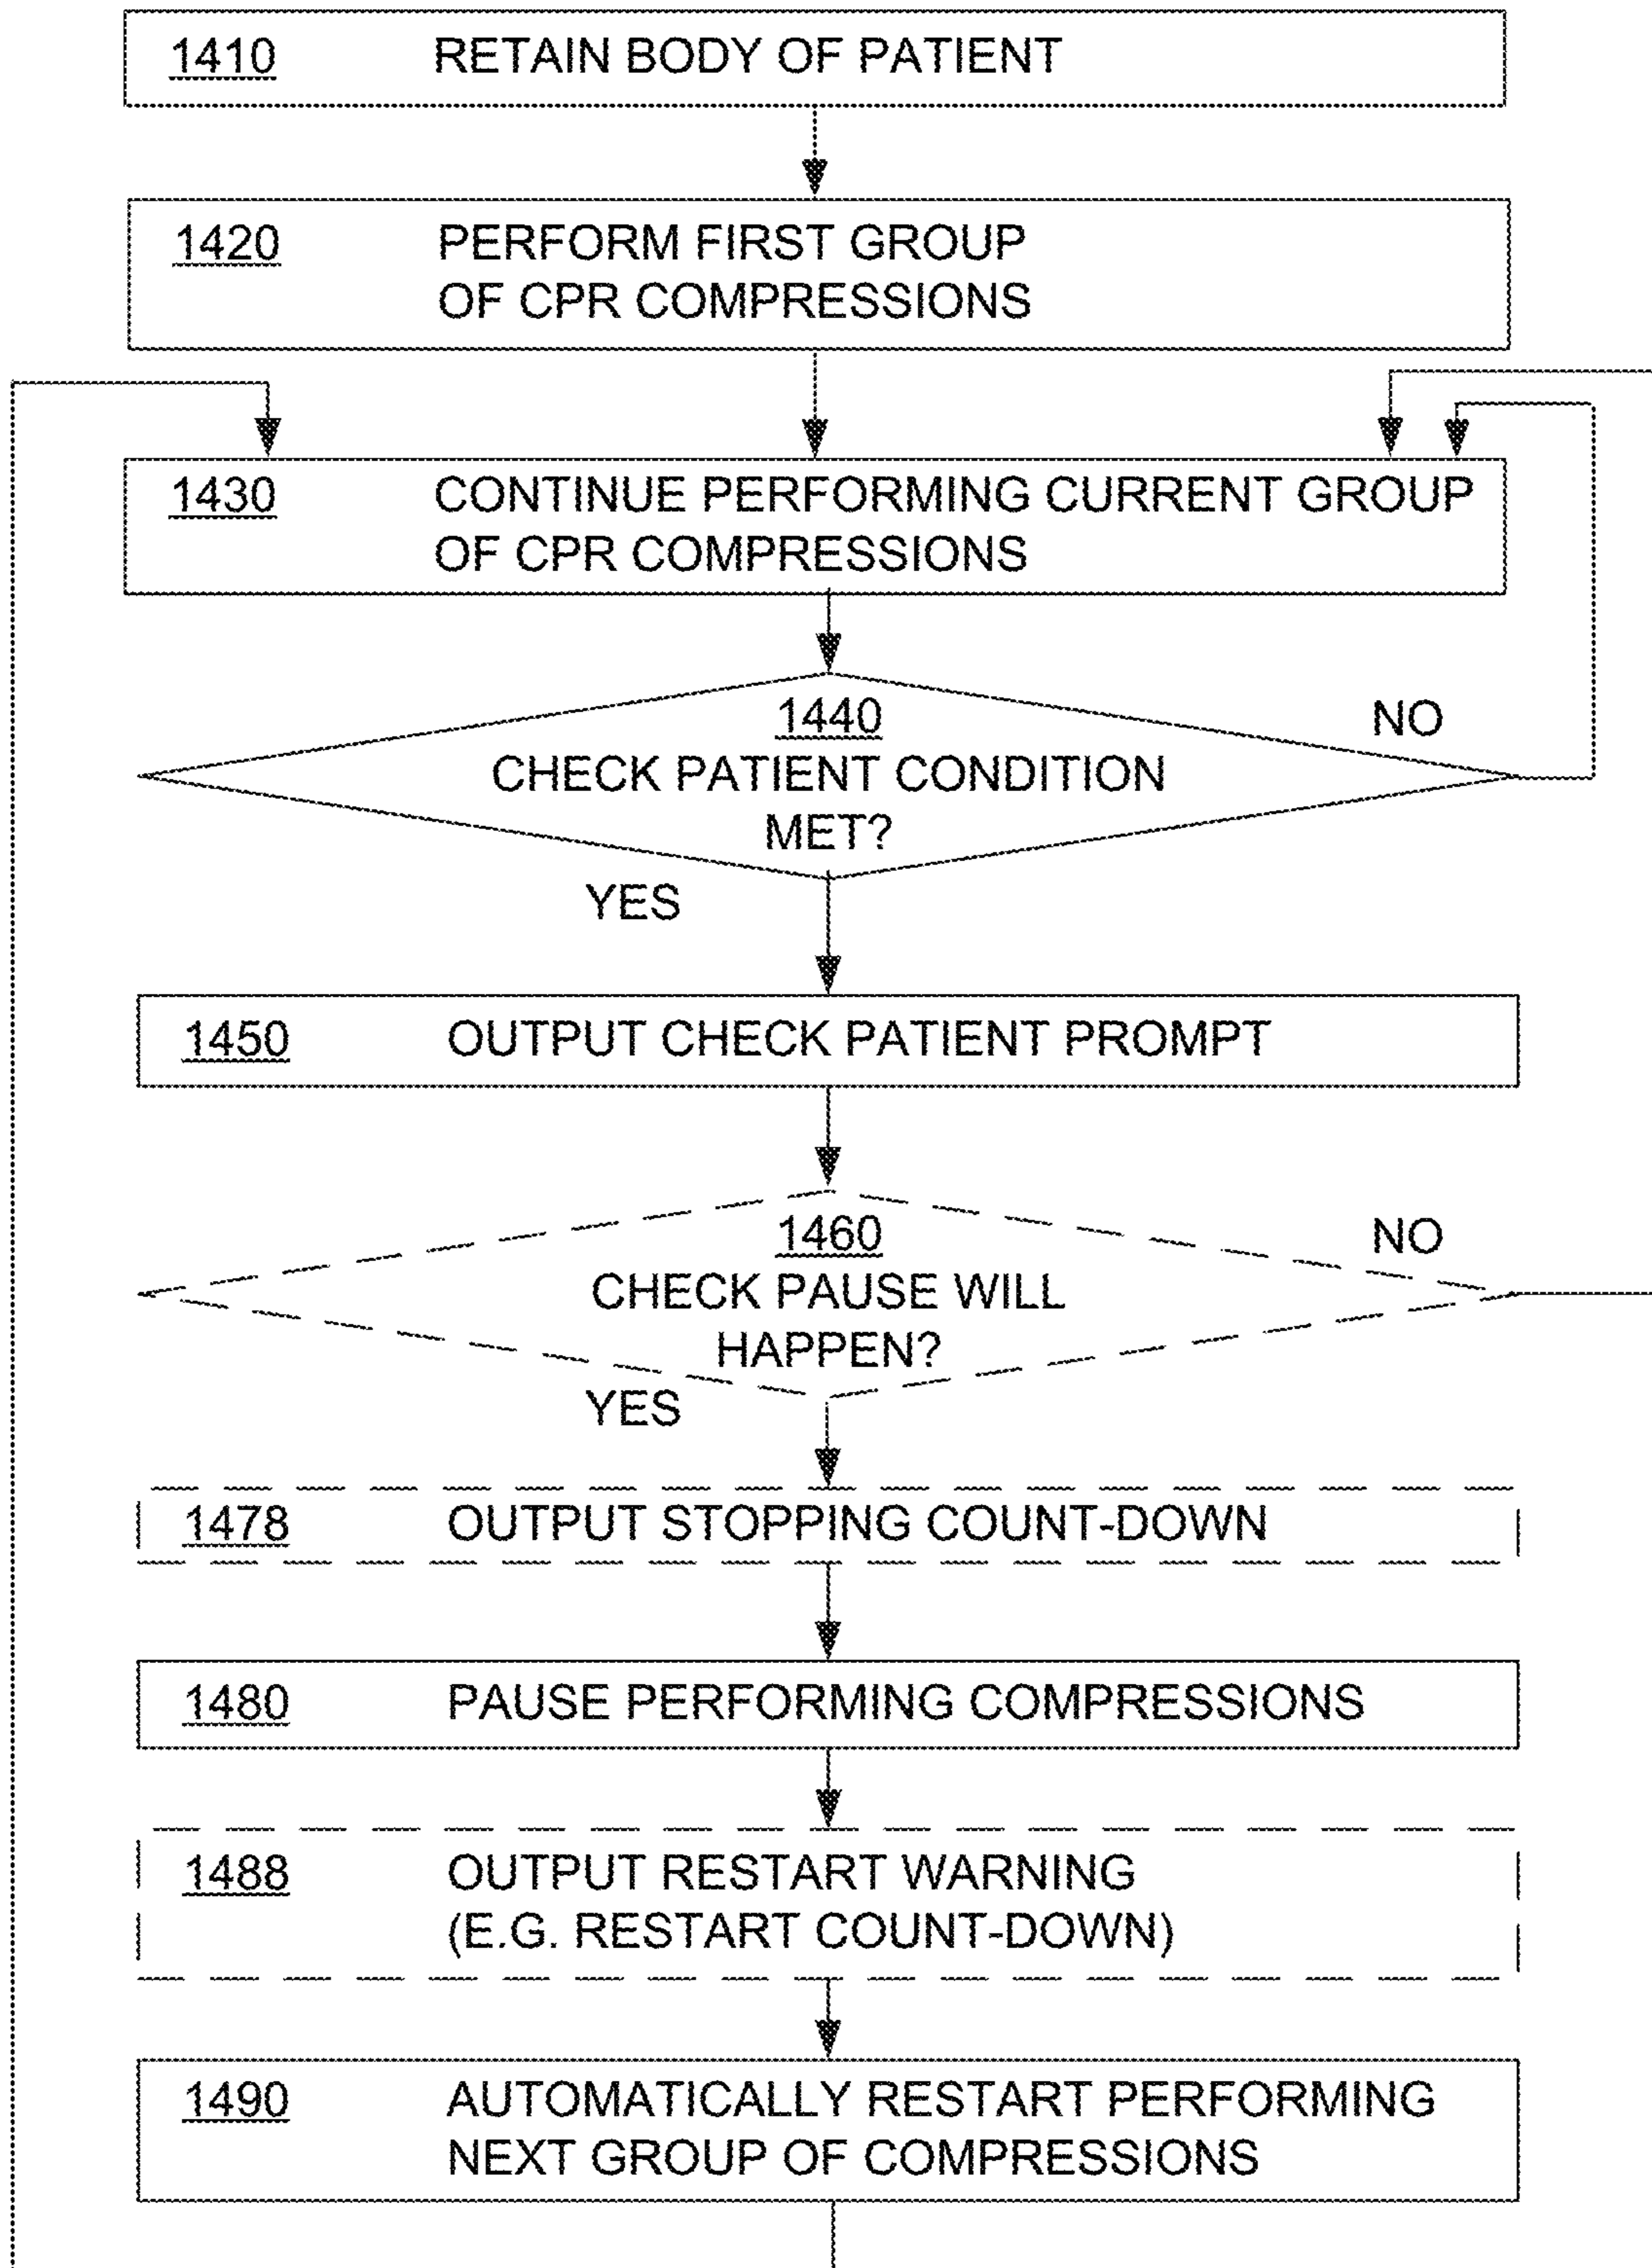 1410 RETAIN BODY OF PATIENT
1420 PERFORM FIRST GROUP
OF CPR COMPRESSIONS
1430 CONTINUE PERFORMING CURRENT GROUP
OF CPR COMPRESSIONS
1440
NO
CHECK PATIENT CONDITION
MET?
YES
1450 OUTPUT CHECK PATIENT PROMPT
1460
NO
CHECK PAUSE WILL
HAPPEN?
YES
1478 OUTPUT STOPPING COUNT-DOWN
1480 PAUSE PERFORMING COMPRESSIONS
1488 OUTPUT RESTART WARNING
(E.G. RESTART COUNT-DOWN)
1490 AUTOMATICALLY RESTART PERFORMING
NEXT GROUP OF COMPRESSIONS